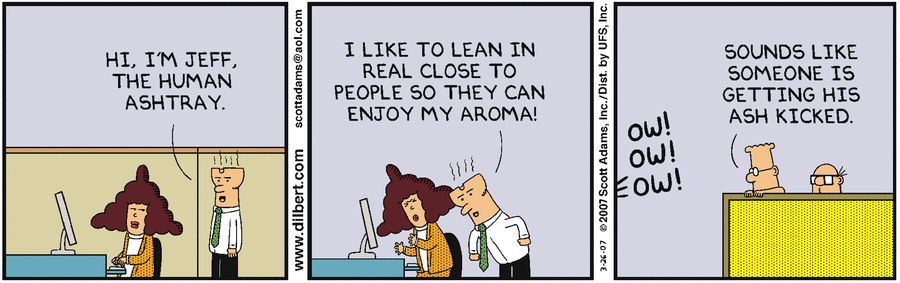 HI, I'M JEFF,
THE HUMAN
ASHTRAY.
scottadams@aol.com
www.dilbert.com
I LIKE TO LEAN IN
REAL CLOSE TO
PEOPLE SO THEY CAN
ENJOY MY AROMA!
3-26-07 ©2007 Scott Adams, Inc./Dist. by UFS, Inc.
OW!
OW!
OW!
SOUNDS LIKE
SOMEONE IS
GETTING HIS
ASH KICKED.